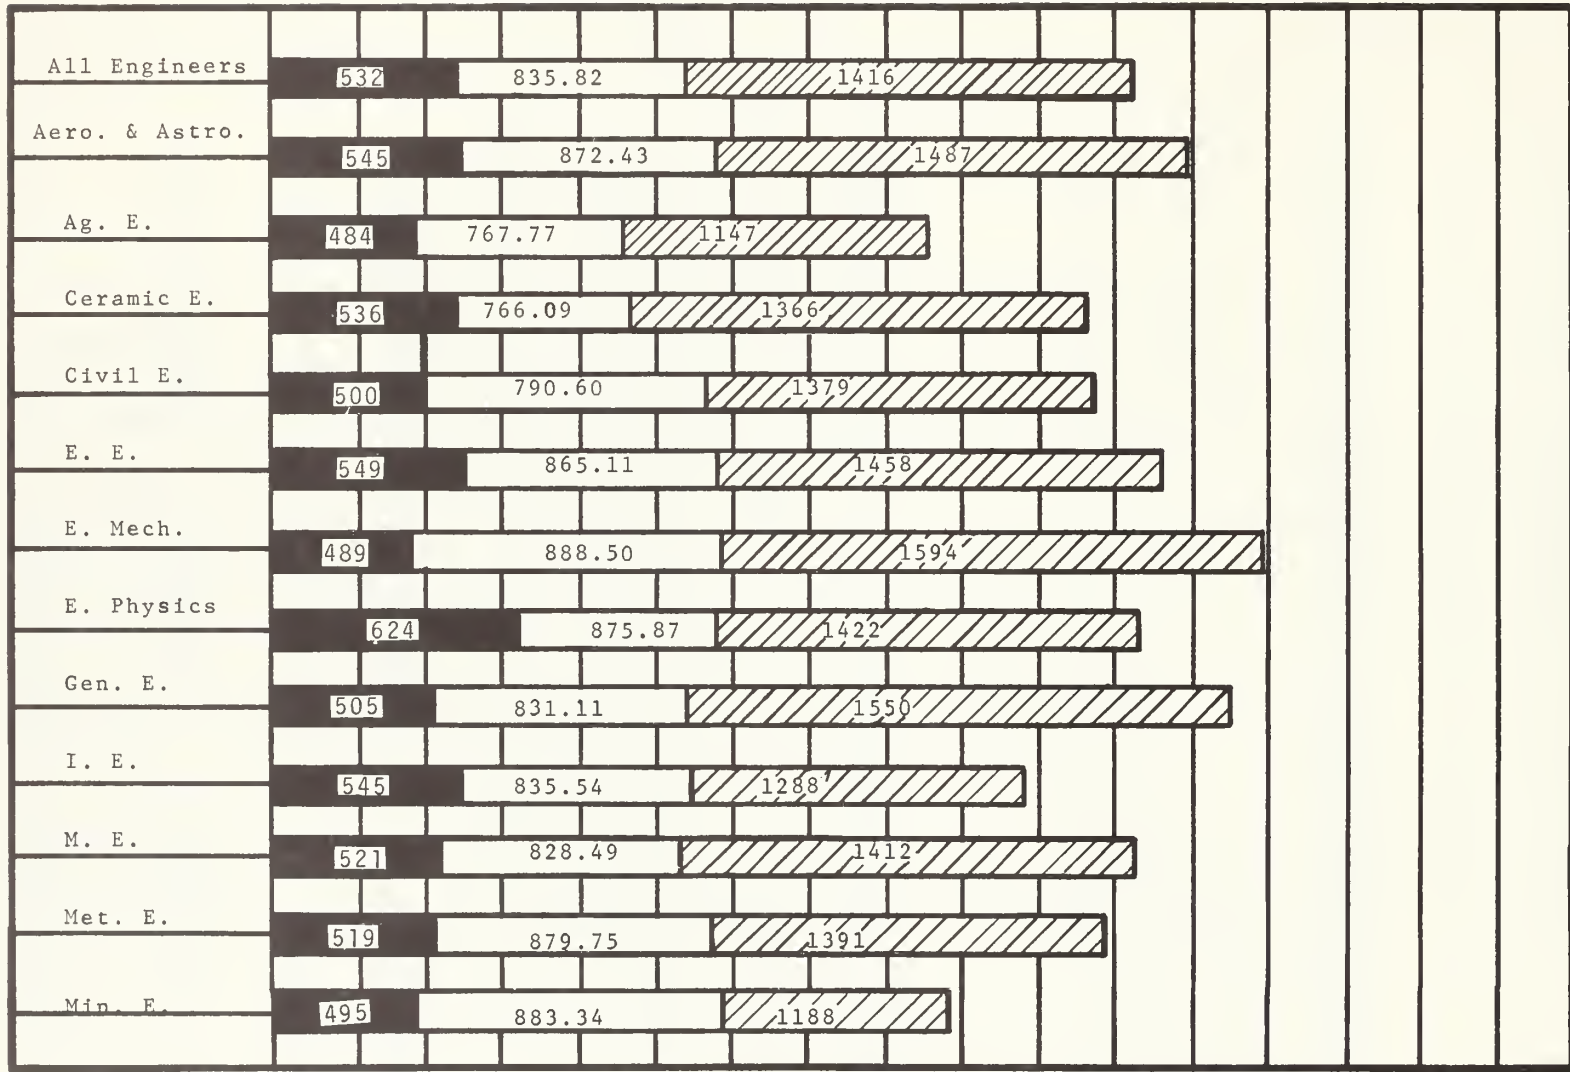 All Engineers 532 835.82 1416
Aero. & Astro. 545 872.43 1487
Ag. E. 484 767.77 1147
Ceramic E. 536 766.09 1366
Civil E. 500 790.60 1379
E. E. 549 865.11 1458
E. Mech. 489 888.50 1594
E. Physics 624 875.87 1422
Gen. E. 505 831.11 1550
I. E. 545 835.54 1288
M. E. 521 828.49 1412
Met. E. 519 879.75 1391
Min. E. 495 883.34 1188